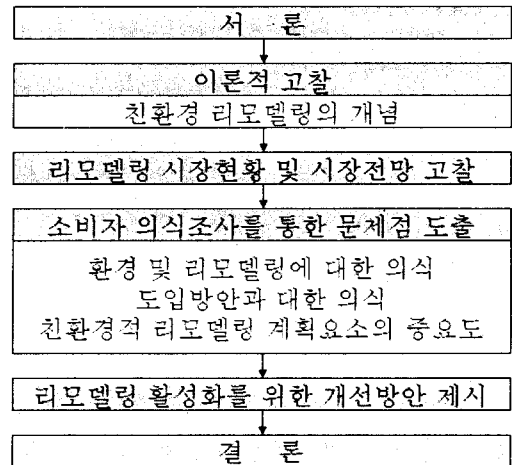 서 론
이론적 고찰
친환경 리모델링의 개념
리모델링 시장현황 및 시장전망 고찰
소비자 의식조사를 통한 문제점 도출
환경 및 리모델링에 대한 의식
도입방안과 대한 의식
친환경적 리모델링 계획요소의 중요도
리모델링 활성화를 위한 개선방안 제시
결 론